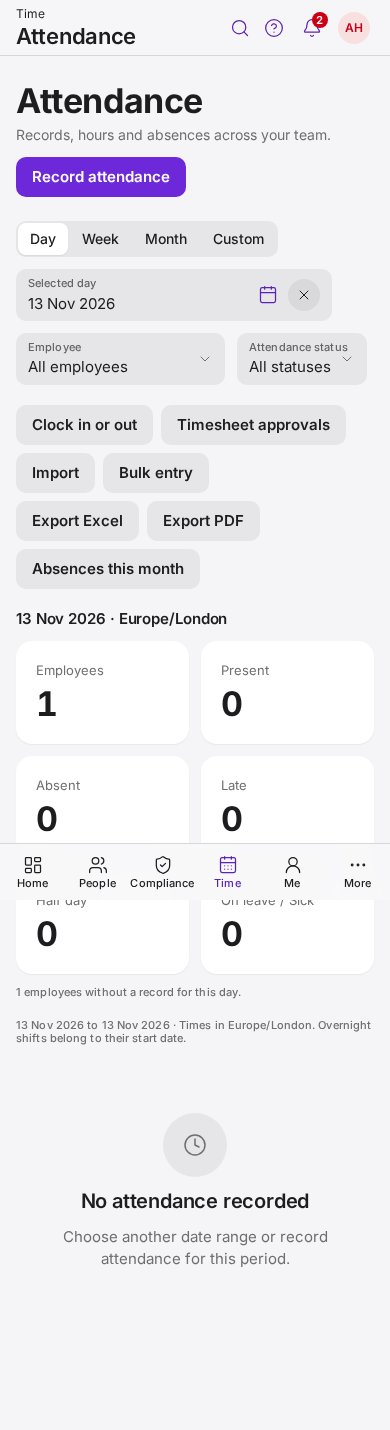 Time
Attendance
2
AH
Attendance
Records, hours and absences across your team.
Record attendance
Day Week Month Custom
Selected day
13 Nov 2026
Employee
All employees
Attendance status
All statuses
Clock in or out Timesheet approvals
Import Bulk entry
Export Excel Export PDF
Absences this month
13 Nov 2026 · Europe/London
Employees Present
1 0
Absent Late
0 0
Home People Compliance Time Me More
Half day On leave / Sick
0 0
1 employees without a record for this day.
13 Nov 2026 to 13 Nov 2026 · Times in Europe/London. Overnight
shifts belong to their start date.
No attendance recorded
Choose another date range or record
attendance for this period.